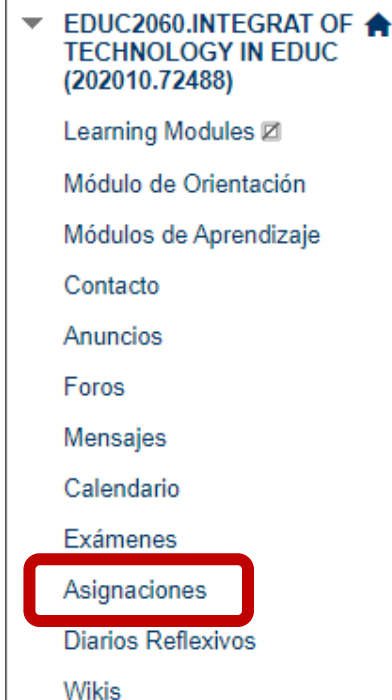 EDUC2060.INTEGRAT OF
TECHNOLOGY IN EDUC
(202010.72488)
Learning Modules
Módulo de Orientación
Módulos de Aprendizaje
Contacto
Anuncios
Foros
Mensajes
Calendario
Exámenes
Asignaciones
Diarios Reflexivos
Wikis